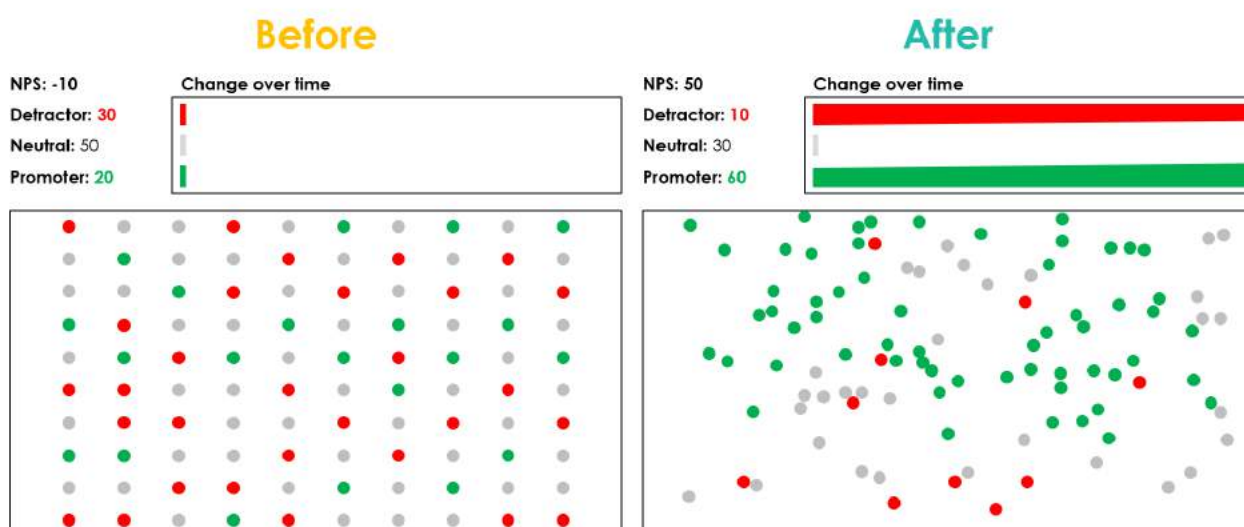 Before
NPS: -10
Change over time
Detractor: 30
Neutral: 50
Promoter: 20
After
NPS: 50
Change over time
Detractor: 10
Neutral: 30
Promoter: 60